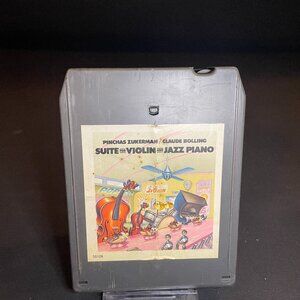 PINCHAS ZUKERMAN / CLAUDE BOLLING
SUITE FOR VIOLIN AND JAZZ PIANO